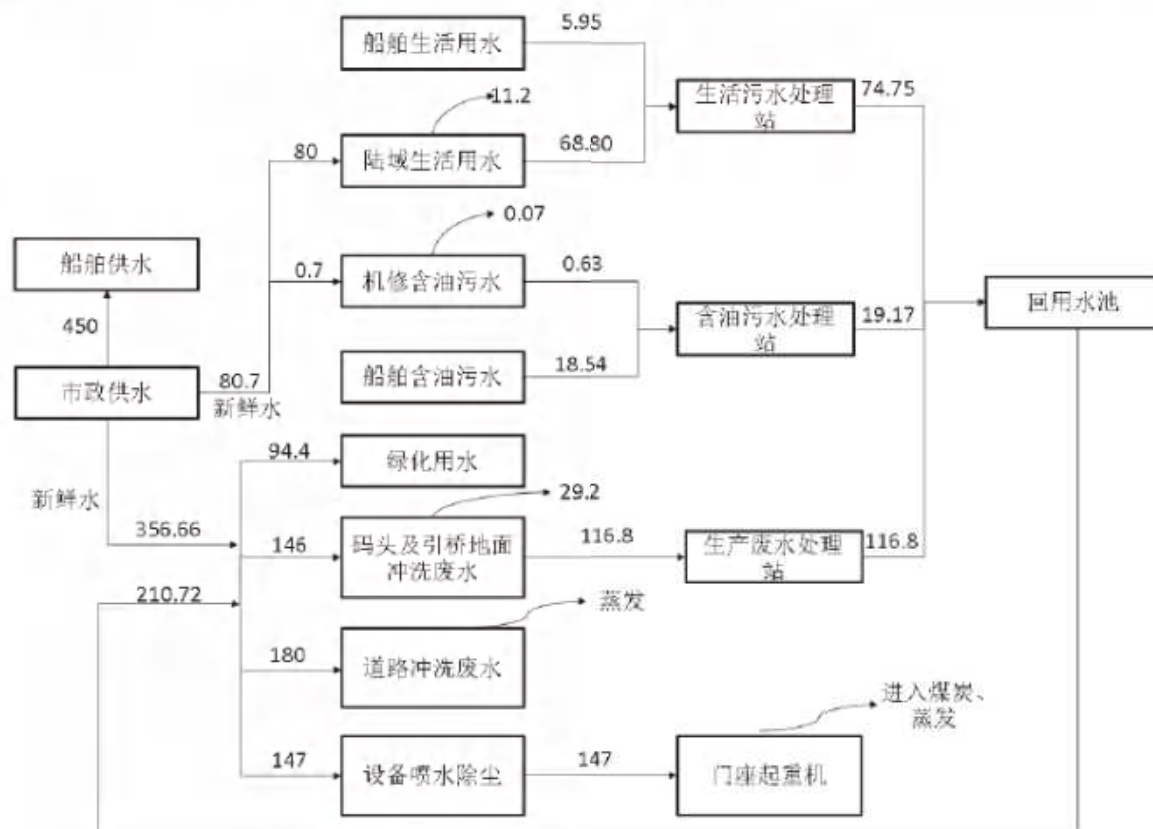 5.95
船舶生活用水
11.2
生活污水处理
站
74.75
80
陆域生活用水
68.80
0.07
船舶供水
0.7
机修含油污水
0.63
含油污水处理
站
19.17
回用水池
450
船舶含油污水
18.54
市政供水
80.7
新鲜水
94.4
绿化用水
新鲜水
29.2
356.66
146
码头及引桥地面
冲洗废水
116.8
生产废水处理
站
116.8
210.72
蒸发
180
道路冲洗废水
进入煤炭、
蒸发
147
设备喷水除尘
147
门座起重机